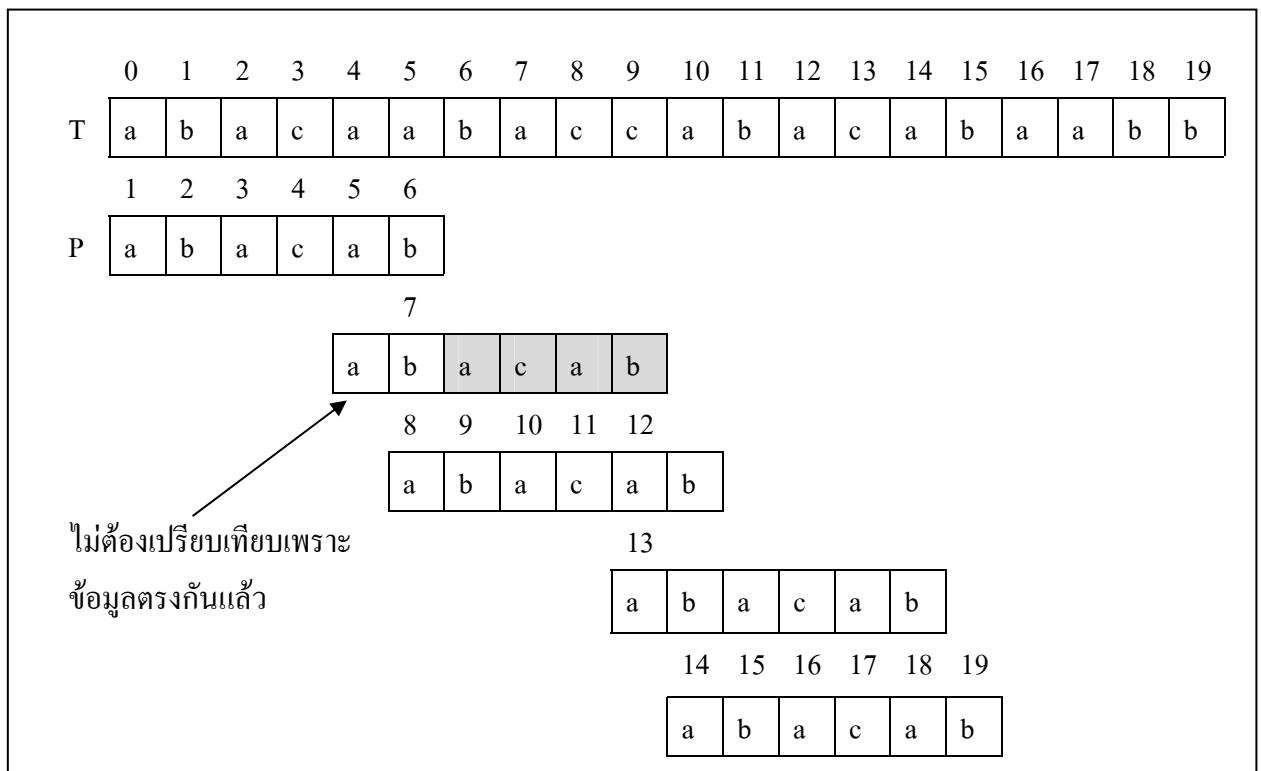 0 1 2 3 4 5 6 7 8 9 10 11 12 13 14 15 16 17 18 19
T a b a c a a b a c c a b a c a b a a b b
1 2 3 4 5 6
P a b a c a b
7
a b a c a b
8 9 10 11 12
a b a c a b
ไม่ต้องเปรียบเทียบเพราะ
13
ข้อมูลตรงกันแล้ว
a b a c a b
14 15 16 17 18 19
a b a c a b